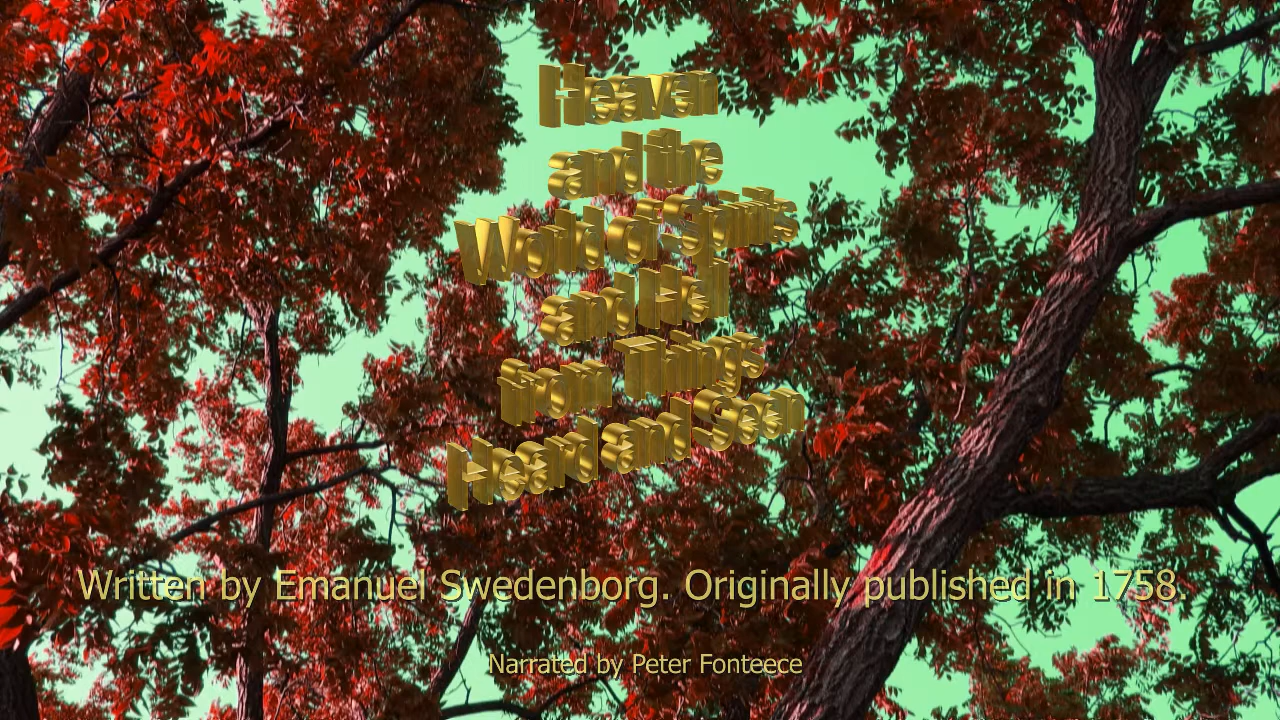 Heaven
and the
World of Spirits
and Hell
from Things
Heard and Seen
Written by Emanuel Swedenborg. Originally published in 1758.
Narrated by Peter Fonteece